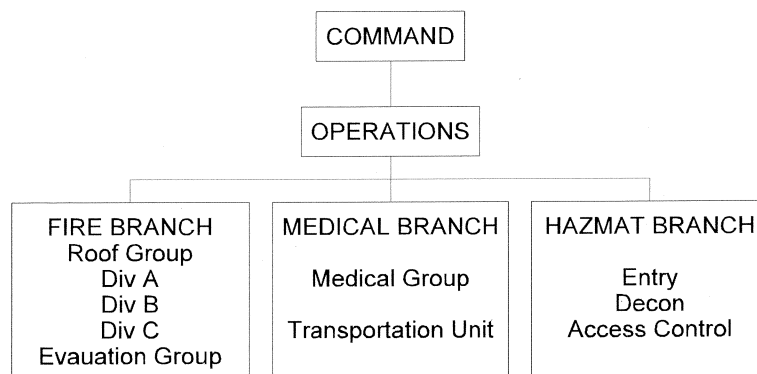 COMMAND
OPERATIONS
FIRE BRANCH
Roof Group
Div A
Div B
Div C
Evauation Group
MEDICAL BRANCH
Medical Group
Transportation Unit
HAZMAT BRANCH
Entry
Decon
Access Control